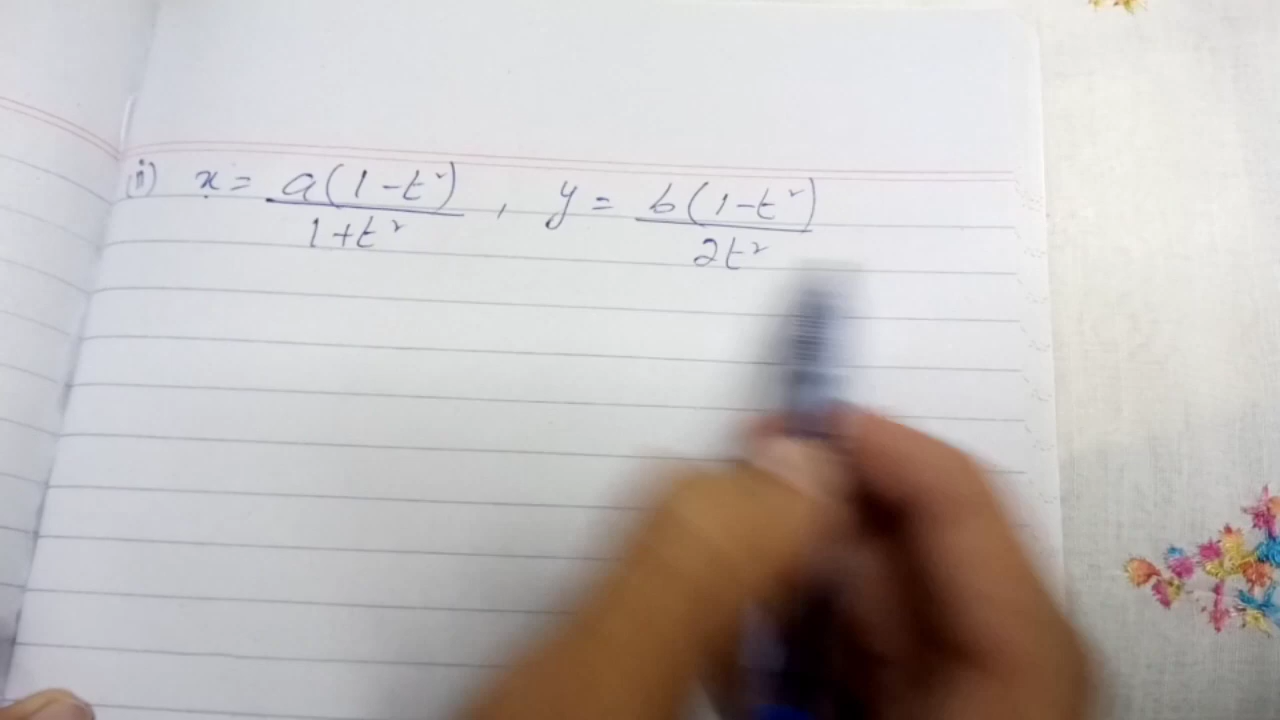 (ii) x = a(1-t²)/1+t² , y = b(1-t²)/2t²